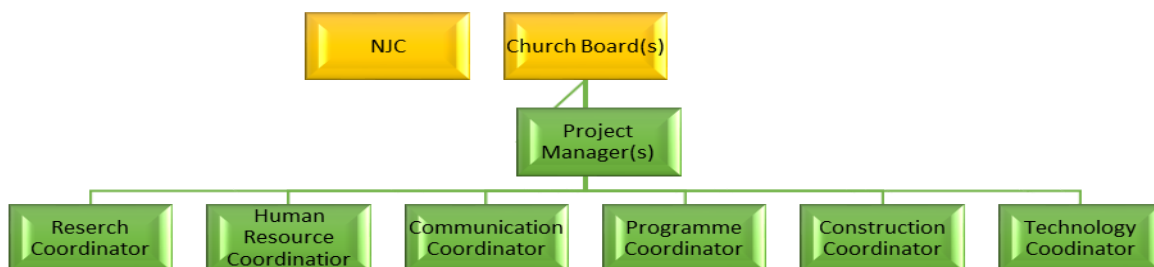 NJC
Church Board(s)
Project
Manager(s)
Reserch
Coordinator
Human
Resource
Coordinatior
Communication
Coordinator
Programme
Coordinator
Construction
Coordinator
Technology
Coodinator